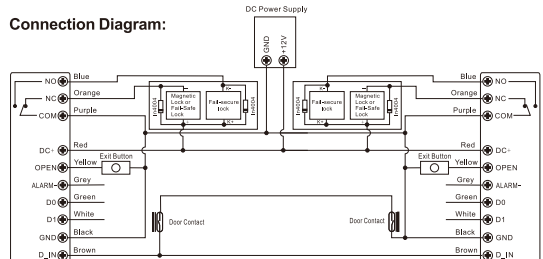 Connection Diagram:
DC Power Supply
GND
+12V
NO
Blue
NC
Orange
COM
Purple
DC+
Red
OPEN
Yellow
Exit Button
ALARM-
Grey
D0
Green
D1
White
GND
Black
D_IN
Brown
In4004
Magnetic
Lock or
Fail-Safe
Lock
K-
Fail-secure
lock
K+
In4004
In4004
K-
Fail-secure
lock
K+
Magnetic
Lock or
Fail-Safe
Lock
In4004
Door Contact
Door Contact
Blue
NO
Orange
NC
Purple
COM
Red
DC+
Exit Button
Yellow
OPEN
Grey
ALARM-
Green
D0
White
D1
Black
GND
Brown
D_IN